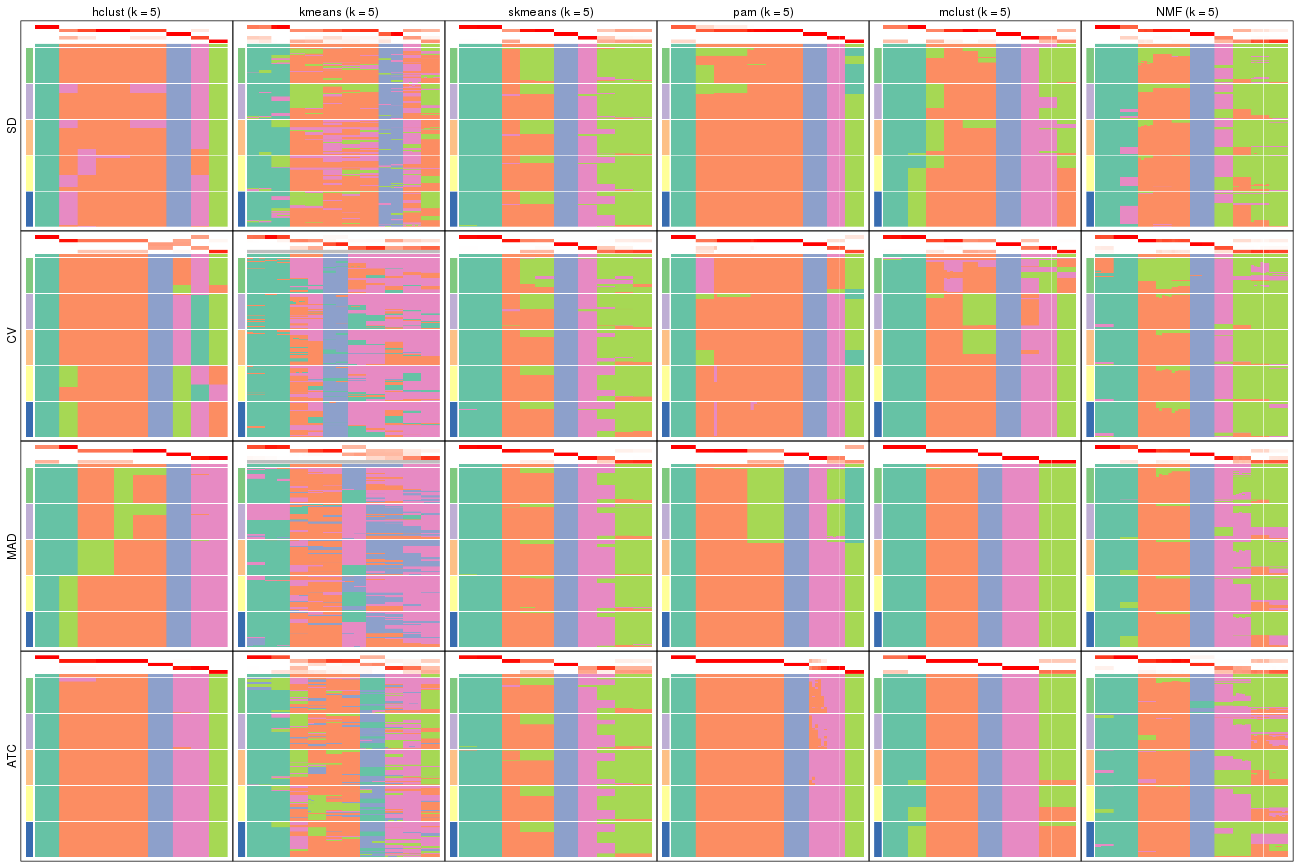 hclust (k = 5) kmeans (k = 5) skmeans (k = 5) pam (k = 5) mclust (k = 5) NMF (k = 5)
SD
CV
MAD
ATC